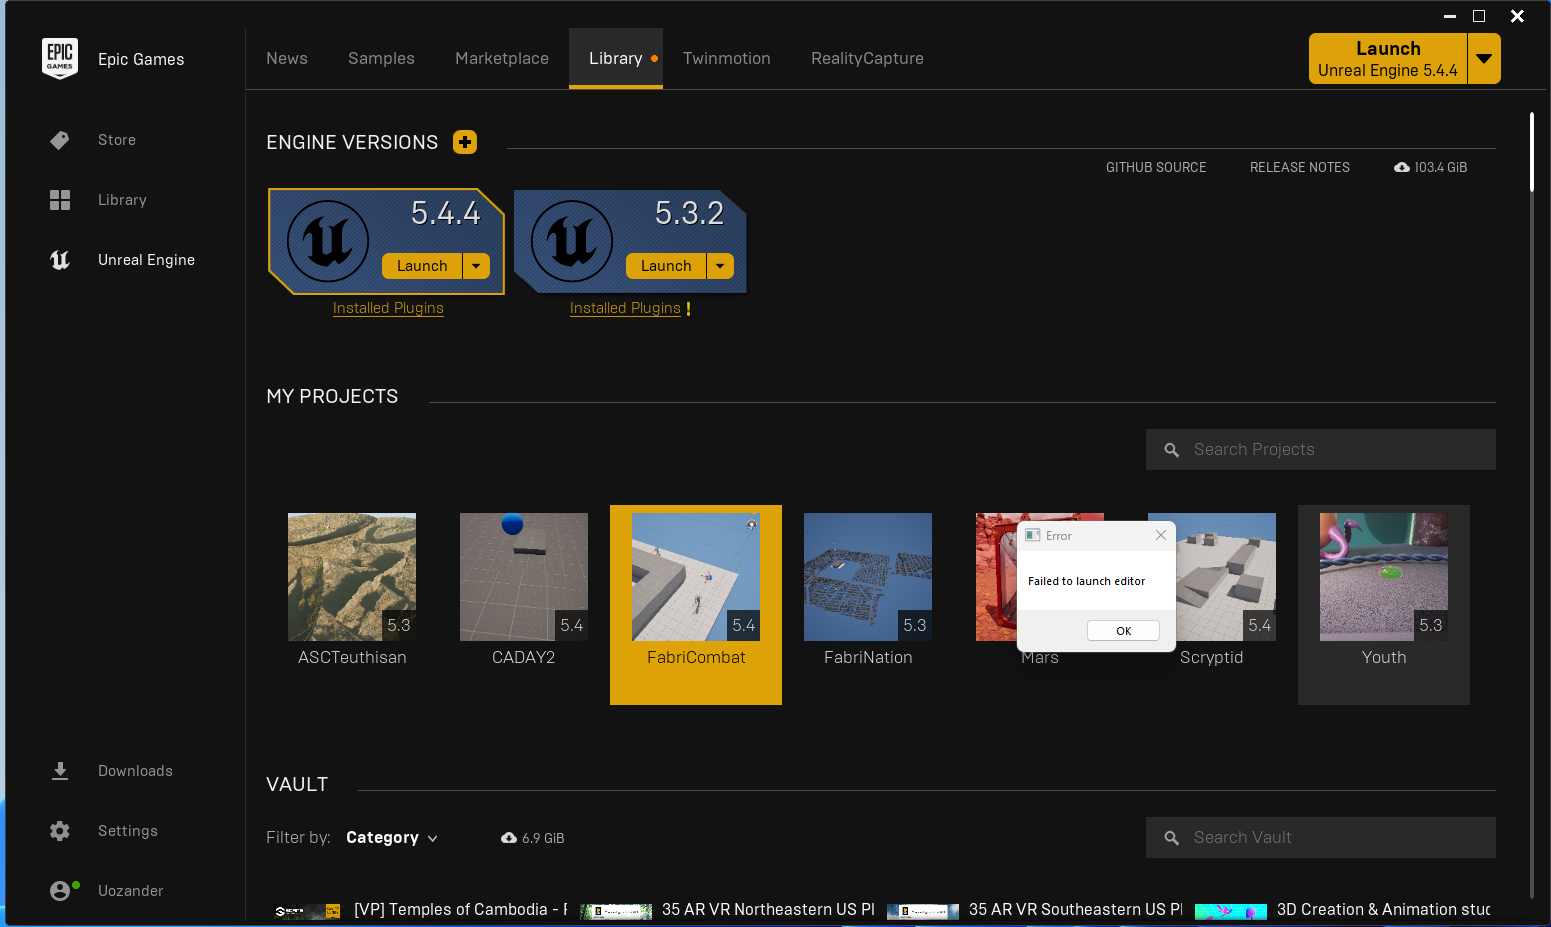 EPIC
GAMES
Epic Games
Store
Library
Unreal Engine
Downloads
Settings
Uozander
News
Samples
Marketplace
Library
Twinmotion
RealityCapture
Launch
Unreal Engine 5.4.4
ENGINE VERSIONS
GITHUB SOURCE
RELEASE NOTES
103.4 GiB
5.4.4
Launch
Installed Plugins
5.3.2
Launch
Installed Plugins !
MY PROJECTS
Search Projects
5.3
ASCTeuthisan
5.4
CADAY2
5.4
FabriCombat
5.3
FabriNation
Mars
5.4
Scryptid
5.3
Youth
Error
Failed to launch editor
OK
VAULT
Filter by:
Category
6.9 GiB
Search Vault
[VP] Temples of Cambodia -
35 AR VR Northeastern US Pl
35 AR VR Southeastern US Pl
3D Creation & Animation stud